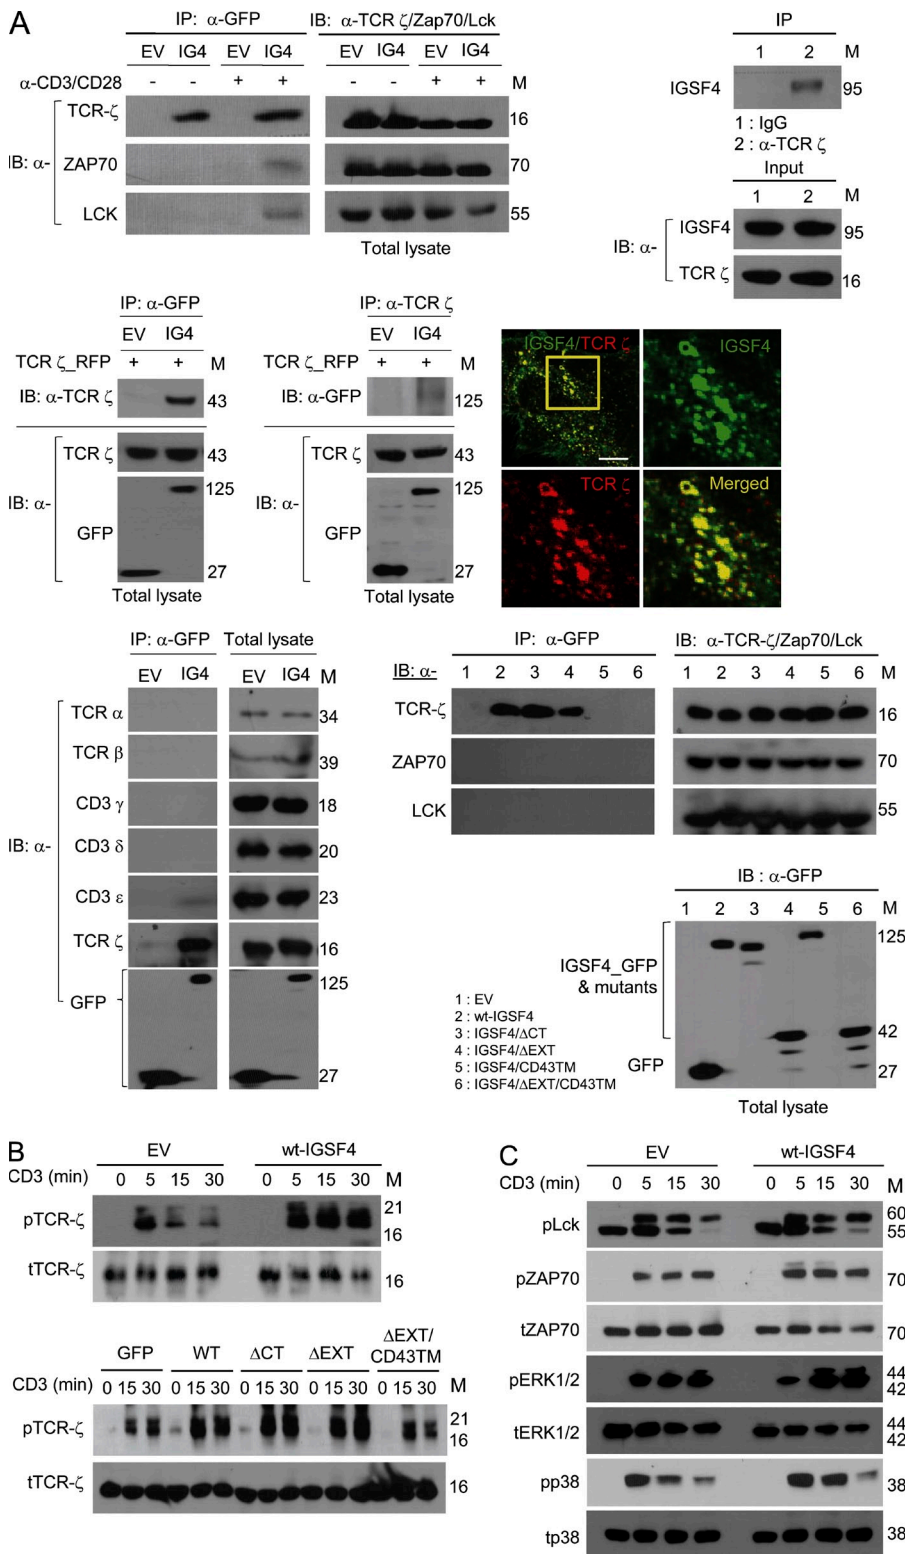 A
IP: α-GFP
IB: α-TCR ζ/Zap70/Lck
EV IG4 EV IG4 EV IG4 EV IG4
α-CD3/CD28 - - + + - - + + M
TCR-ζ 16
IB: α- ZAP70 70
LCK 55
Total lysate
IP
1 2 M
IGSF4 95
1 : IgG
2 : α-TCR ζ
Input
1 2
IGSF4 95
IB: α-
TCR ζ 16
IP: α-GFP
EV IG4
TCR ζ_RFP + + M
IB: α-TCR ζ 43
TCR ζ 43
125
IB: α-
GFP
27
Total lysate
IP: α-TCR ζ
EV IG4
TCR ζ_RFP + + M
IB: α-GFP 125
TCR ζ 43
125
IB: α-
GFP
27
Total lysate
IGSF4/TCR ζ
IGSF4
TCR ζ
Merged
IP: α-GFP Total lysate
EV IG4 EV IG4 M
TCR α 34
TCR β 39
CD3 γ 18
IB: α- CD3 δ 20
CD3 ε 23
TCR ζ 16
125
GFP
27
IP: α-GFP
IB: α-TCR-ζ/Zap70/Lck
IB: α- 1 2 3 4 5 6 1 2 3 4 5 6 M
TCR-ζ 16
ZAP70 70
LCK 55
IB : α-GFP
1 2 3 4 5 6 M
125
IGSF4_GFP
& mutants
42
GFP 27
Total lysate
1 : EV
2 : wt-IGSF4
3 : IGSF4/ΔCT
4 : IGSF4/ΔEXT
5 : IGSF4/CD43TM
6 : IGSF4/ΔEXT/CD43TM
B
EV wt-IGSF4
CD3 (min) 0 5 15 30 0 5 15 30 M
21
pTCR-ζ
16
tTCR-ζ 16
GFP WT ΔCT ΔEXT ΔEXT/
CD43TM
CD3 (min) 0 15 30 0 15 30 0 15 30 0 15 30 0 15 30 M
21
pTCR-ζ
16
tTCR-ζ 16
C
EV wt-IGSF4
CD3 (min) 0 5 15 30 0 5 15 30 M
60
pLck
55
pZAP70 70
tZAP70 70
pERK1/2 44
42
tERK1/2 44
42
pp38 38
tp38 38